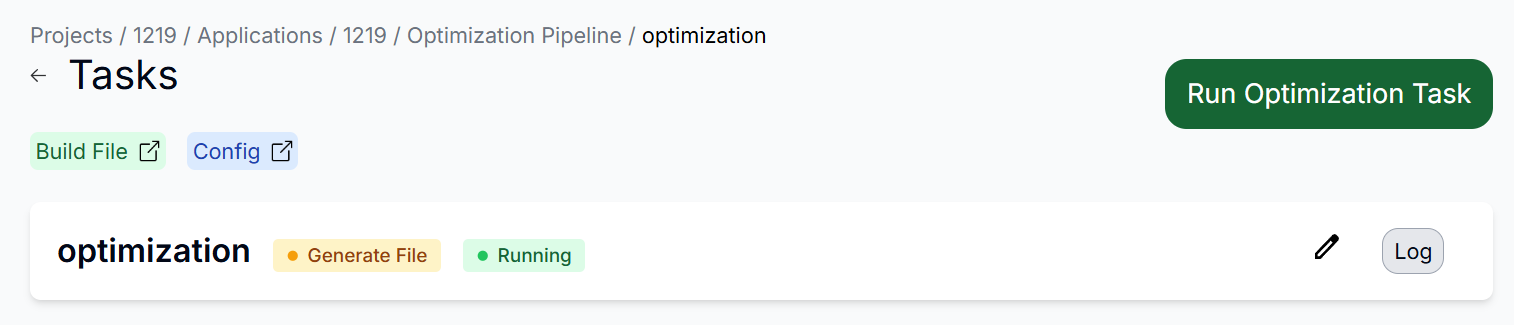 Projects / 1219 / Applications / 1219 / Optimization Pipeline / optimization
← Tasks
Run Optimization Task
Build File
Config
optimization
Generate File
Running
Log